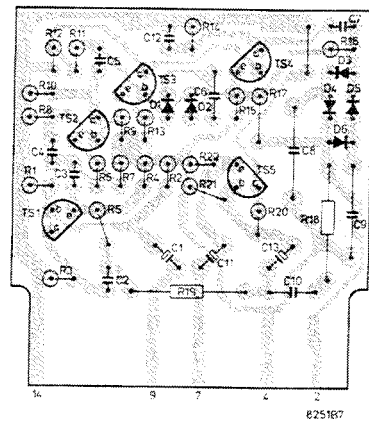 C7
R12 R11 C12 R14 R16
C5 TS3 TS4 D3
R10 D1 D2 C6 R15 R17 D4 D5
R8 TS2 R9 R13 D6
C4 C3 C8
R1 R6 R7 R4 R2 R22 R21 TS5
TS1 R5 R20 R18 C9
C1 C11 C13
R3 C2 R19 C10
14 9 7 4 2
825187